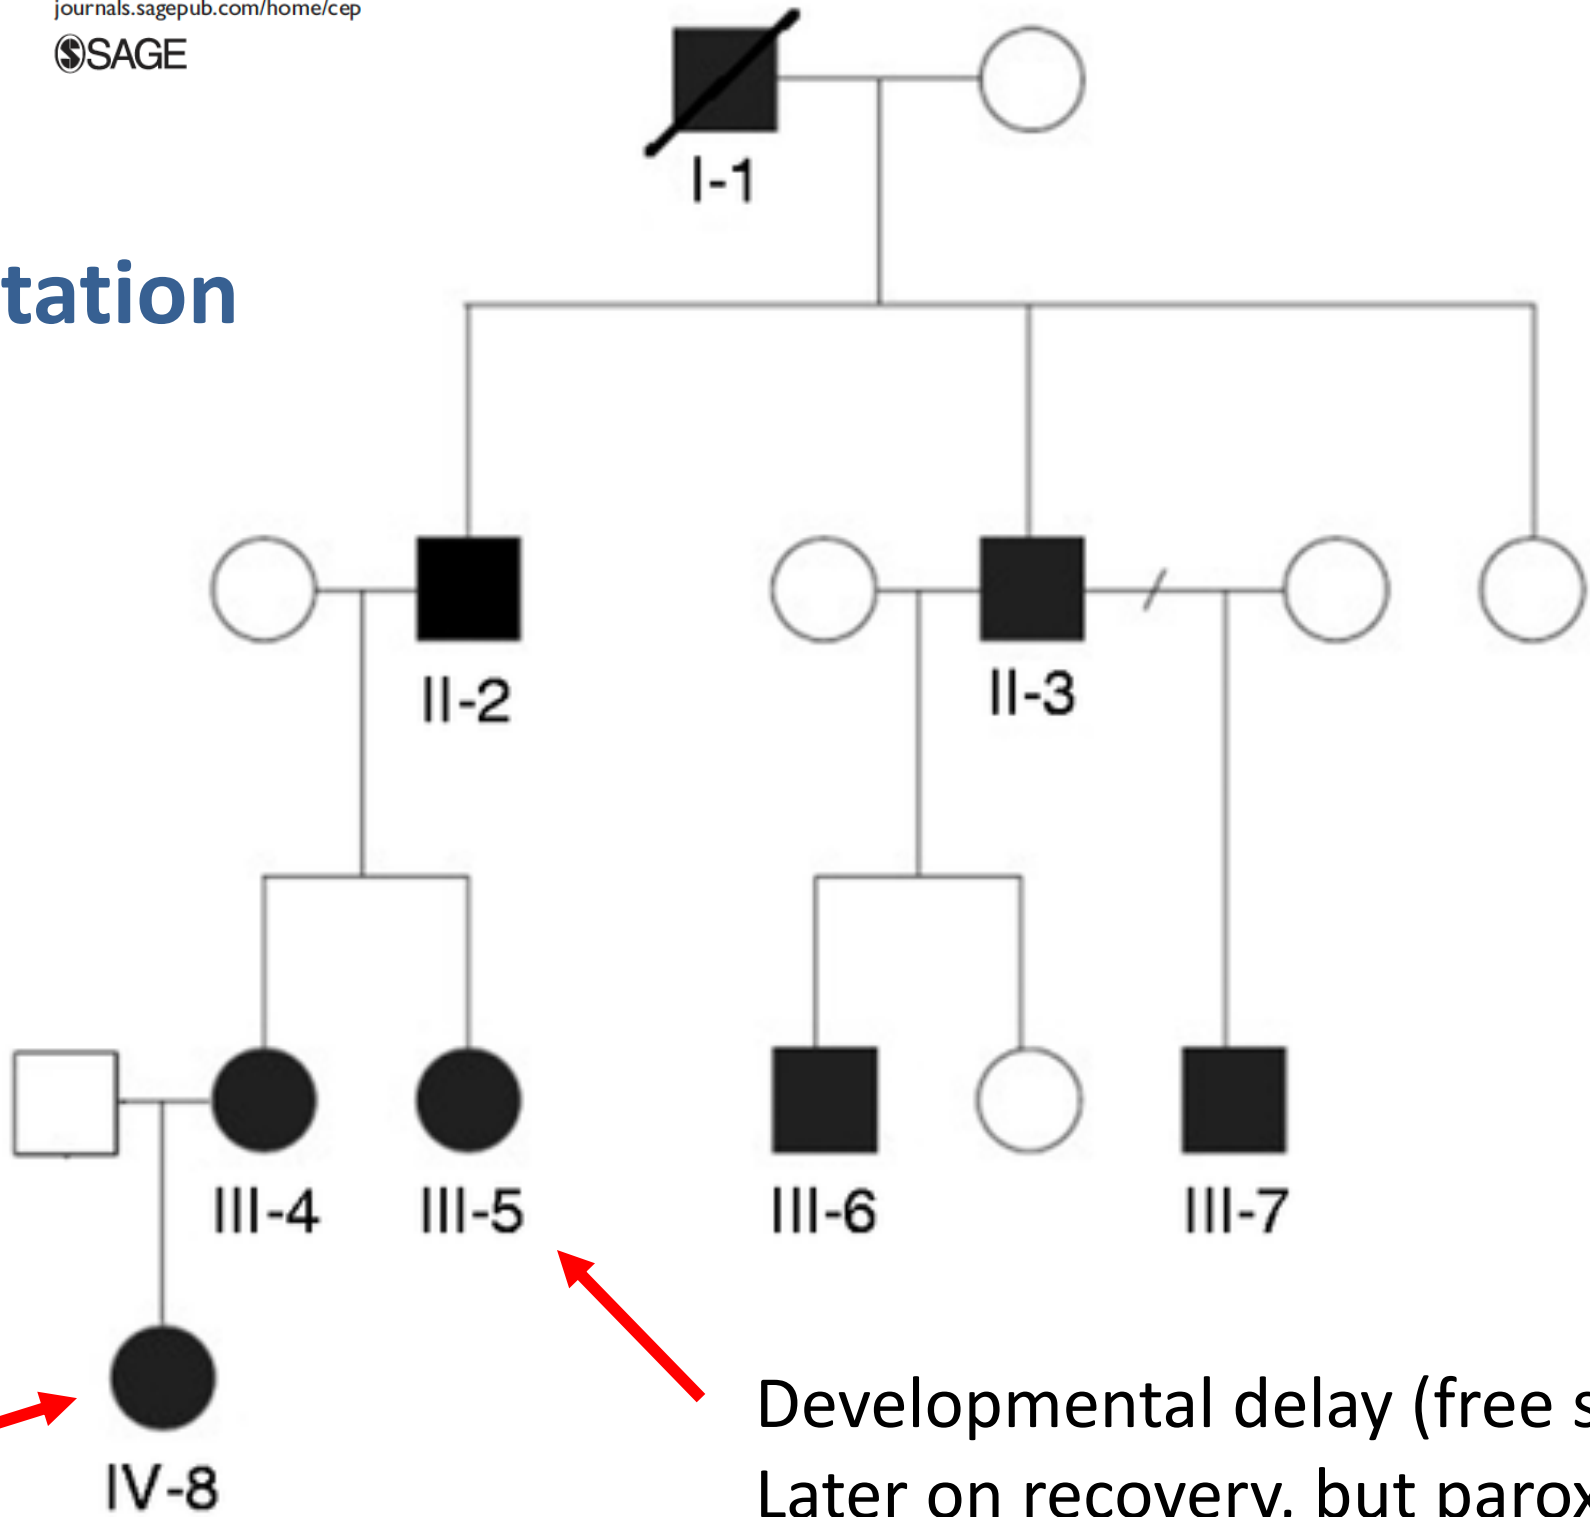 journals.sagepub.com/home/cep
SAGE
I-1
tation
II-2
II-3
III-4
III-5
III-6
III-7
IV-8
Developmental delay (free s
Later on recovery, but parox